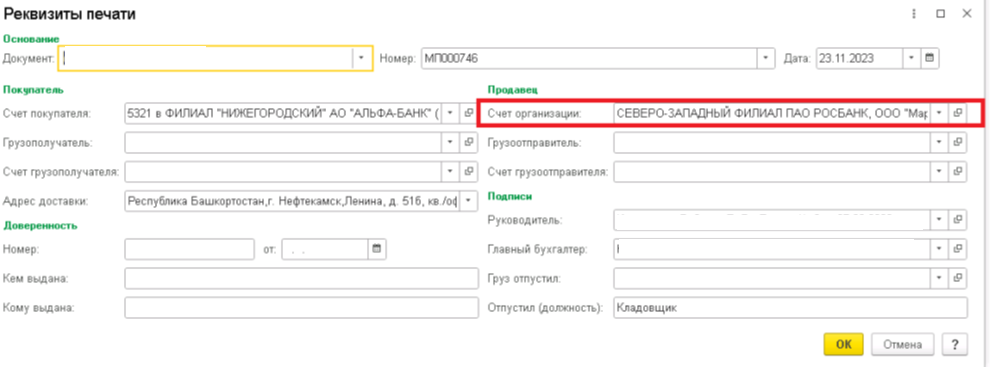 Реквизиты печати
Основание
Документ:
Номер: МП000746
Дата: 23.11.2023
Покупатель
Счет покупателя: 5321 в ФИЛИАЛ "НИЖЕГОРОДСКИЙ" АО "АЛЬФА-БАНК" (
Грузополучатель:
Счет грузополучателя:
Адрес доставки: Республика Башкортостан,г. Нефтекамск,Ленина, д. 51б, кв./оф
Доверенность
Номер: от: . .
Кем выдана:
Кому выдана:
Продавец
Счет организации: СЕВЕРО-ЗАПАДНЫЙ ФИЛИАЛ ПАО РОСБАНК, ООО "Мар
Грузоотправитель:
Счет грузоотправителя:
Подписи
Руководитель:
Главный бухгалтер:
Груз отпустил:
Отпустил (должность): Кладовщик
ОК Отмена ?